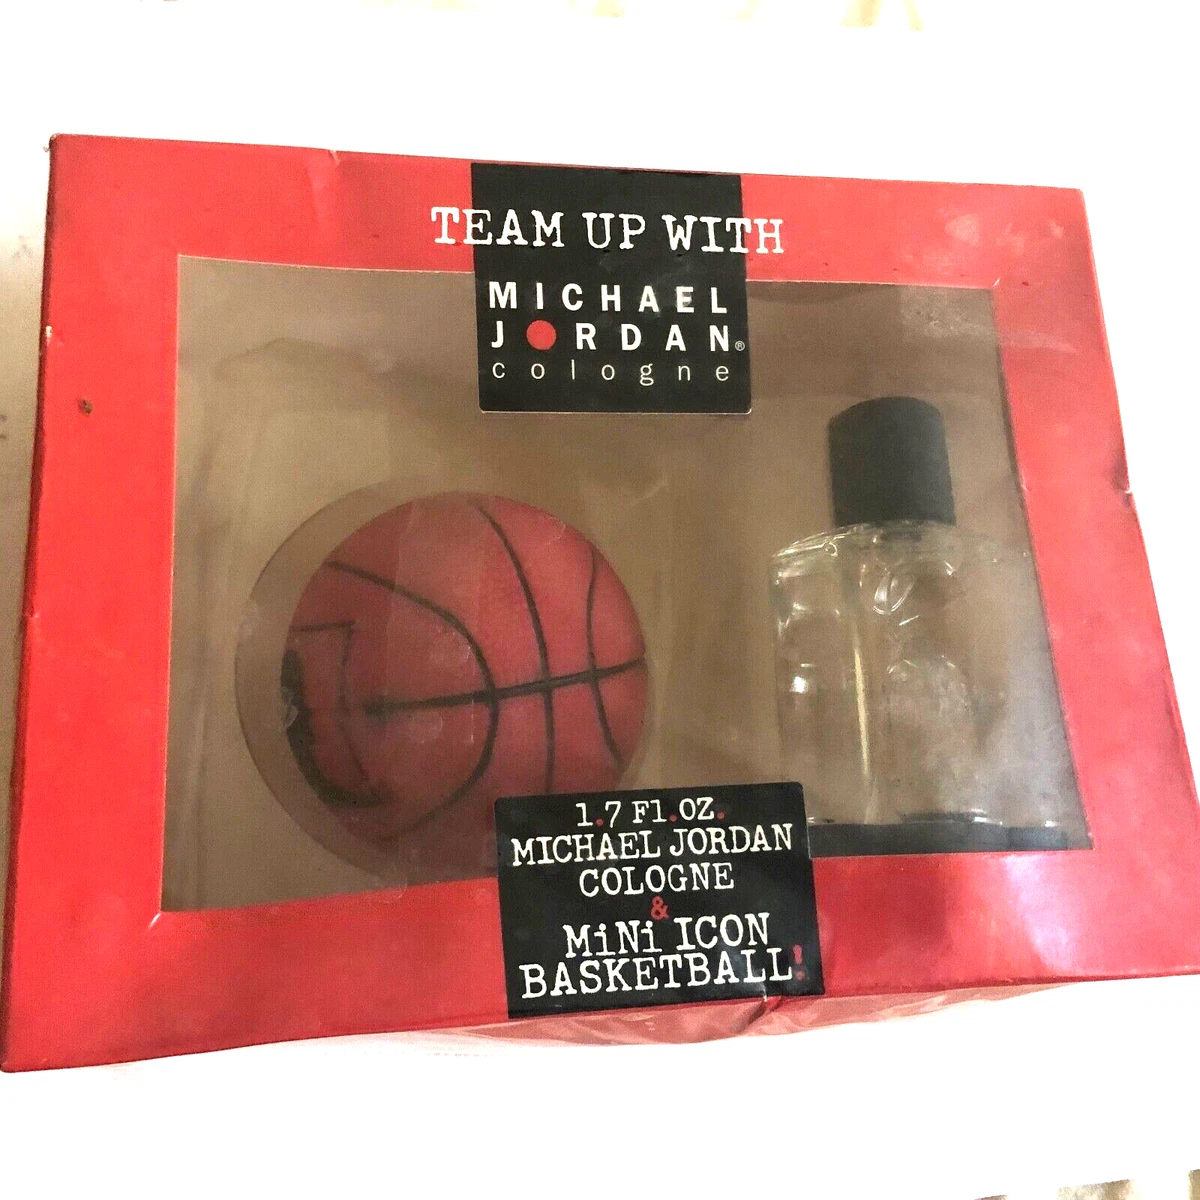 TEAM UP WITH
MICHAEL
JORDAN®
cologne
1.7 Fl.OZ.
MICHAEL JORDAN
COLOGNE
&
MiNi ICON
BASKETBALL!